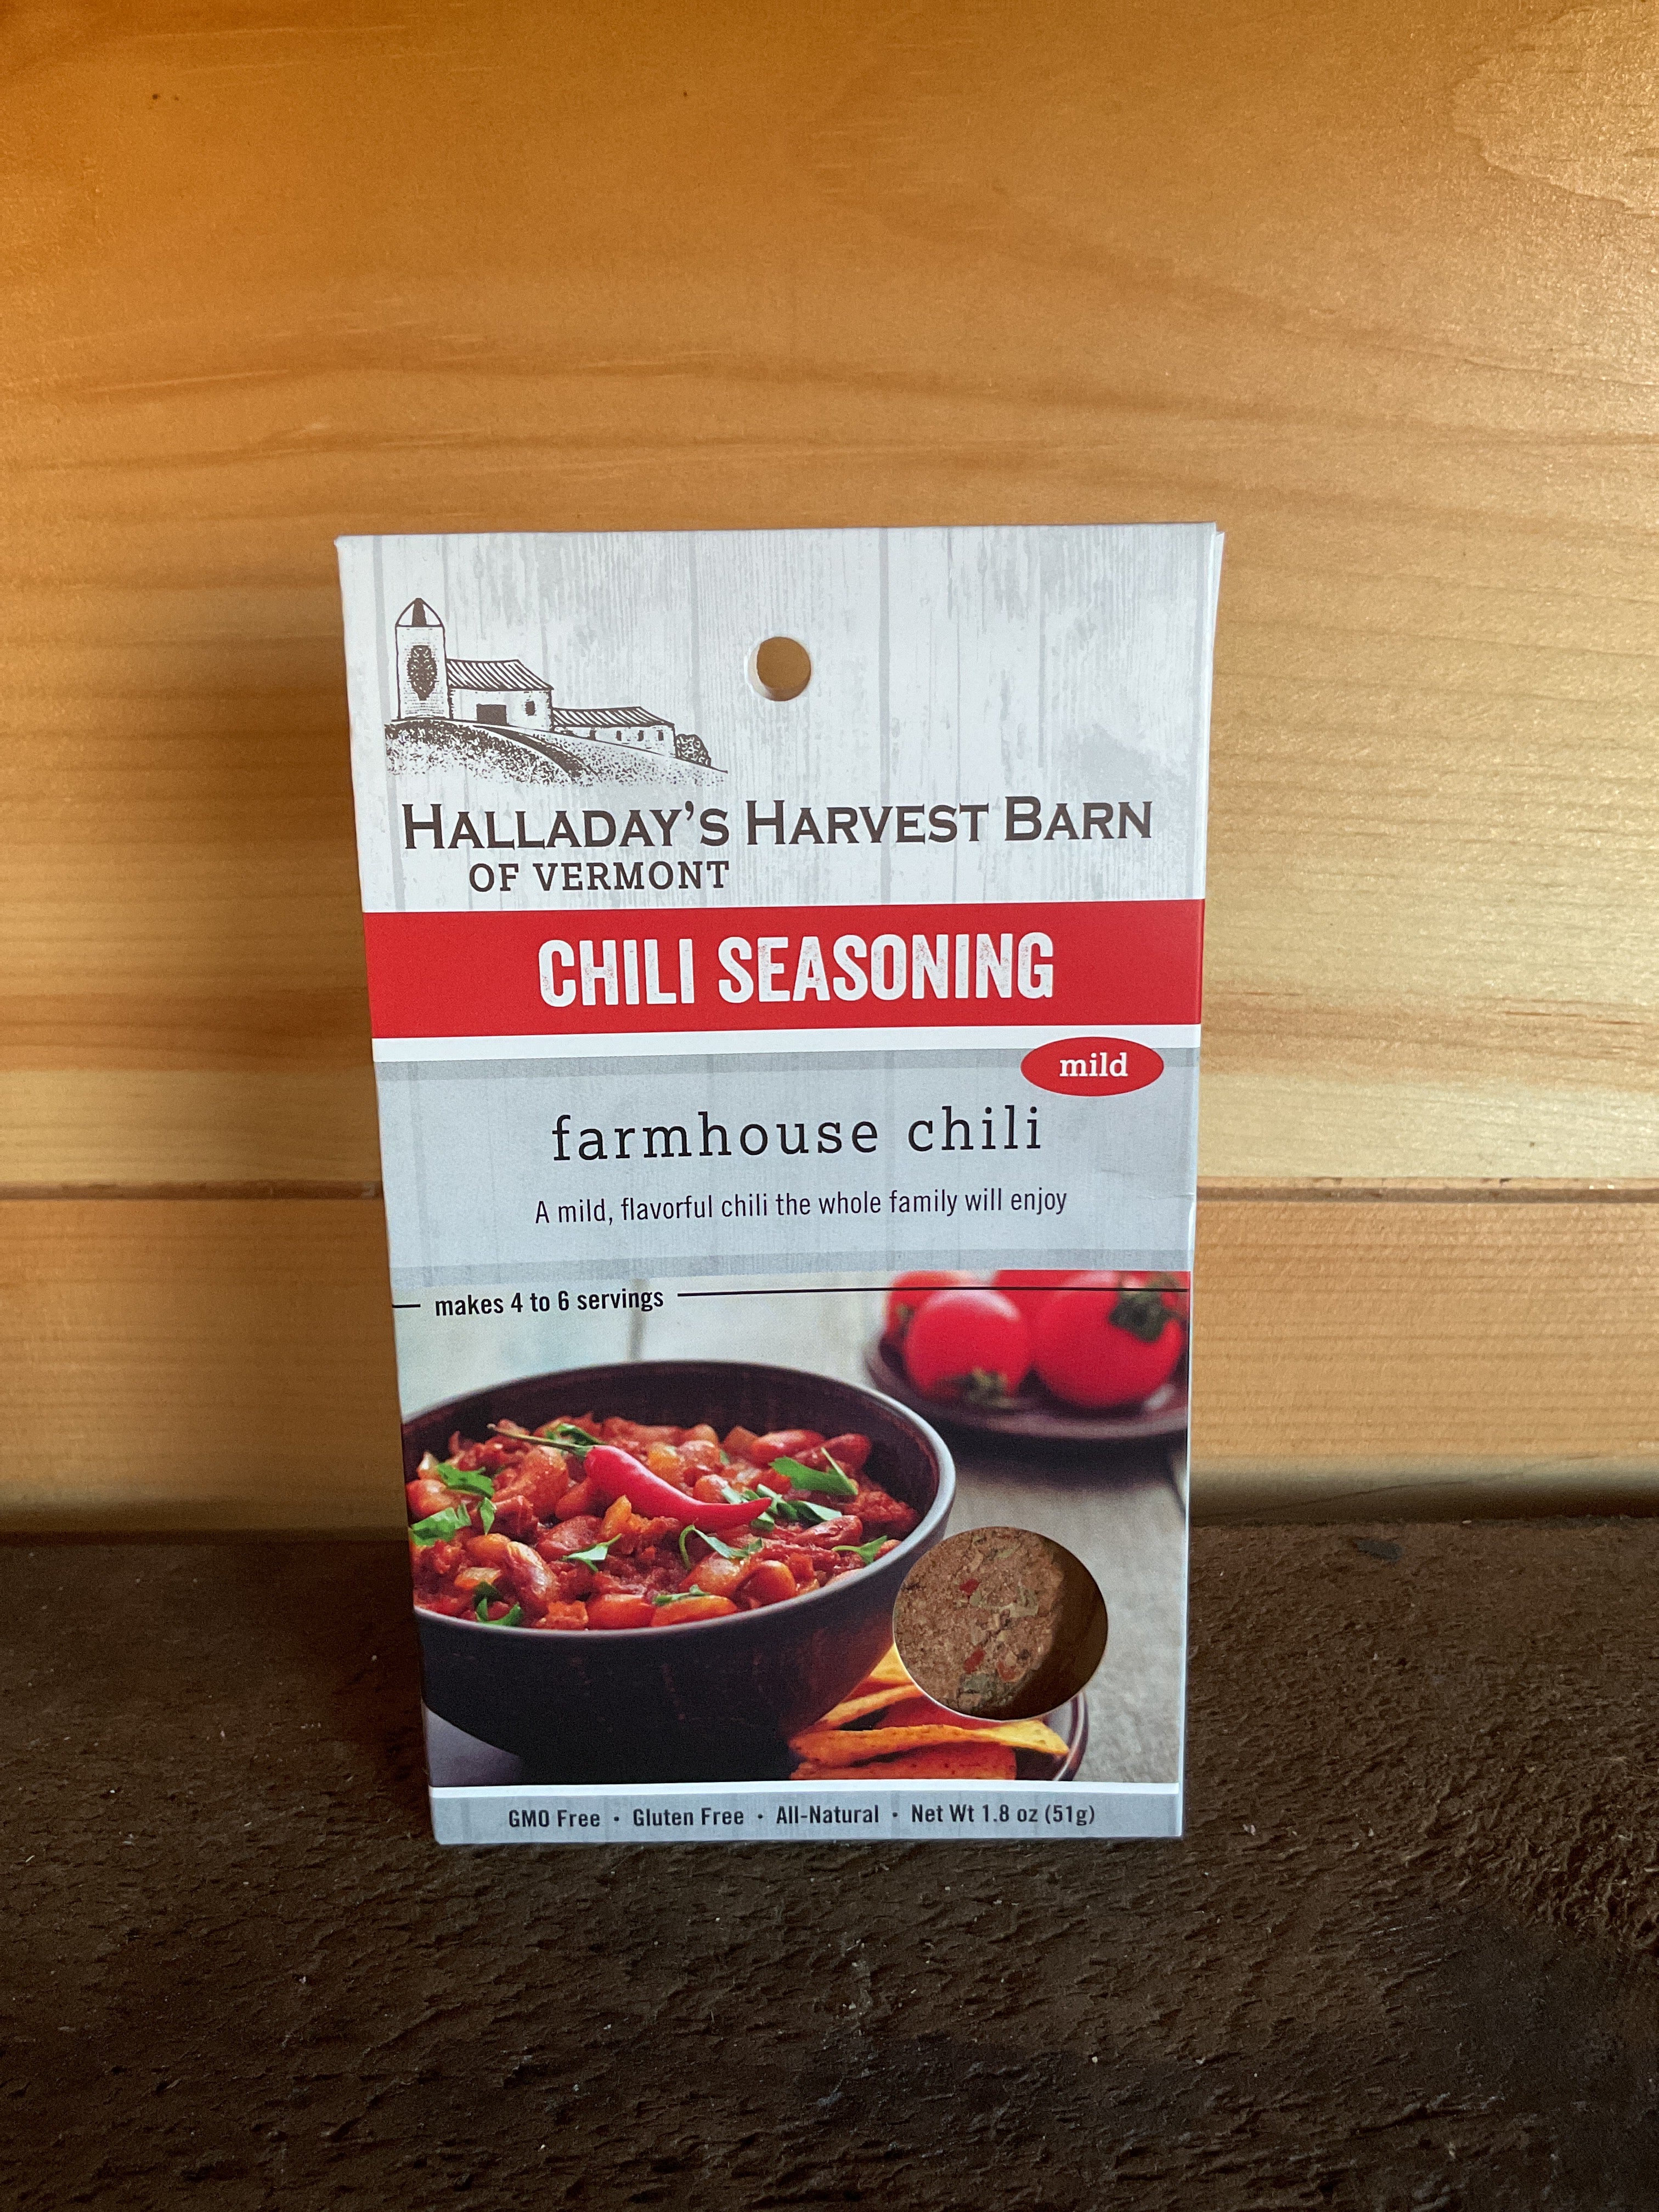 HALLADAY'S HARVEST BARN
OF VERMONT
CHILI SEASONING
mild
farmhouse chili
A mild, flavorful chili the whole family will enjoy
makes 4 to 6 servings
GMO Free • Gluten Free • All-Natural • Net Wt 1.8 oz (51g)